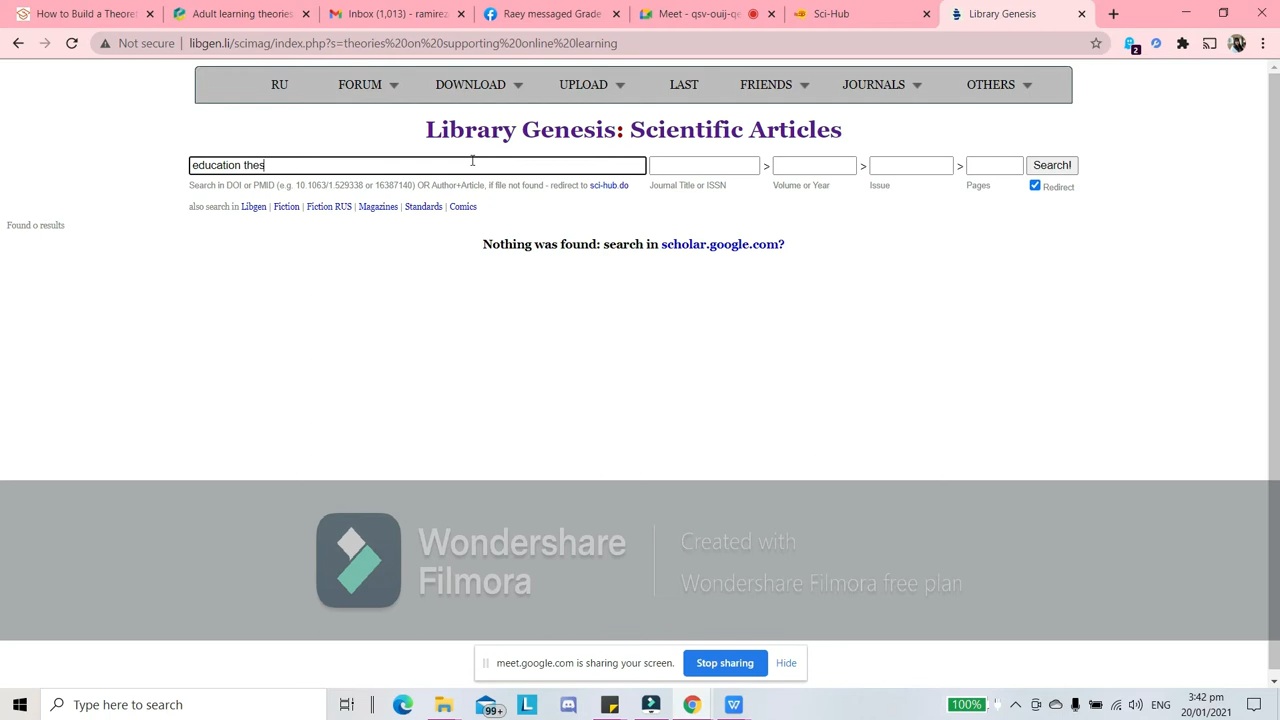 How to Build a Theoret
Adult learning theories
Inbox (1,013) - ramirez
Raey messaged Grade
Meet - qsv-ouij-qe
Sci-Hub
Library Genesis
Not secure
libgen.li/scimag/index.php?s=theories%20on%20supporting%20online%20learning
2
RU
FORUM
DOWNLOAD
UPLOAD
LAST
FRIENDS
JOURNALS
OTHERS
Library Genesis: Scientific Articles
education thes
>
>
>
Search!
Search in DOI or PMID (e.g. 10.1063/1.529338 or 16387140) OR Author+Article, if file not found - redirect to sci-hub.do
Journal Title or ISSN
Volume or Year
Issue
Pages
Redirect
also search in Libgen | Fiction | Fiction RUS | Magazines | Standards | Comics
Found 0 results
Nothing was found: search in scholar.google.com?
Wondershare
Filmora
Created with
Wondershare Filmora free plan
meet.google.com is sharing your screen.
Stop sharing
Hide
Type here to search
99+
L
100%
ENG
3:42 pm
20/01/2021